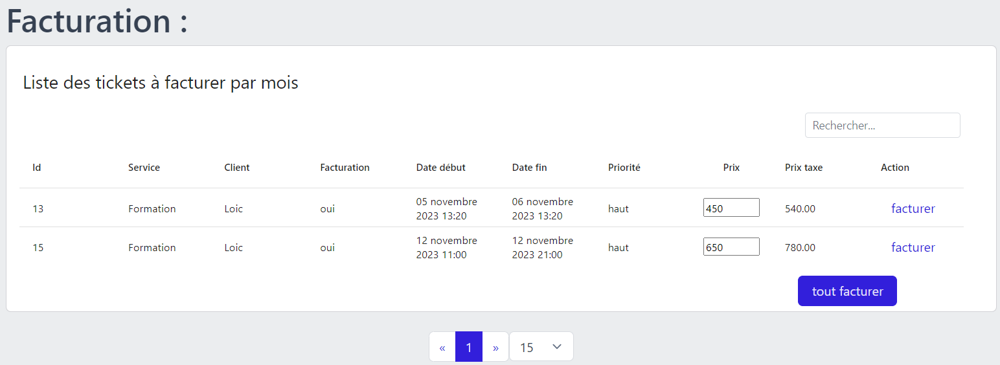 Facturation :
Liste des tickets à facturer par mois
Rechercher...
Id Service Client Facturation Date début Date fin Priorité Prix Prix taxe Action
13 Formation Loic oui 05 novembre 2023 13:20 06 novembre 2023 13:20 haut 450 540.00 facturer
15 Formation Loic oui 12 novembre 2023 11:00 12 novembre 2023 21:00 haut 650 780.00 facturer
tout facturer
« 1 » 15